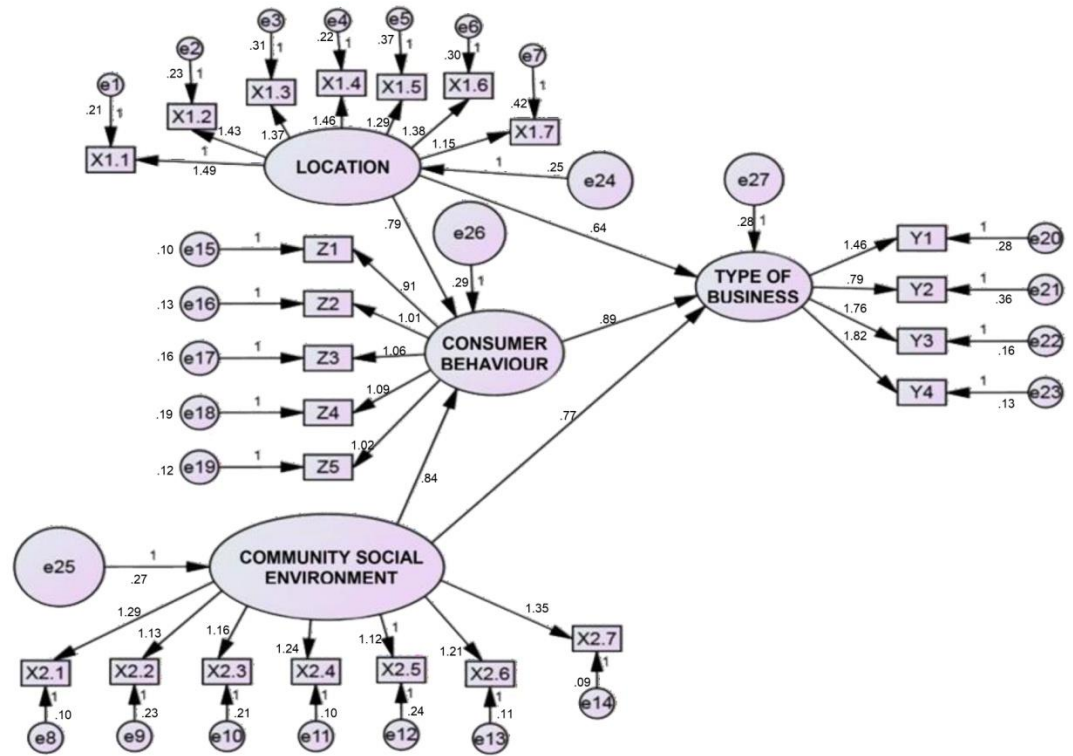 e3
e4
e5
e6
e2
.31
1
.22
1
.37
1
.30
1
e7
.23
1
e1
X1.3
X1.4
X1.5
X1.6
1
.21
1
X1.2
.42
1.43
1.37
1.46
1.29
1.38
X1.7
1.15
X1.1
1
1.49
LOCATION
1
.25
e24
e27
.79
.64
e26
.28
1
.10
e15
1
Z1
.29
1
Y1
1
.28
e20
1.46
TYPE OF
BUSINESS
.79
Y2
1
.36
e21
.91
.13
e16
1
Z2
1.01
1.76
.89
CONSUMER
BEHAVIOUR
1.82
Y3
1
.16
e22
.16
e17
1
Z3
1.06
Y4
1
.13
e23
.19
e18
1
Z4
1.09
.77
.12
e19
1
Z5
1.02
.84
e25
1
.27
COMMUNITY SOCIAL
ENVIRONMENT
1.29
1.13
1.16
1.24
1.12
1
1.21
1.35
X2.7
X2.1
X2.2
X2.3
X2.4
X2.5
X2.6
1
.09
e14
1
.10
1
.23
1
.21
1
.10
1
.24
1
.11
e8
e9
e10
e11
e12
e13